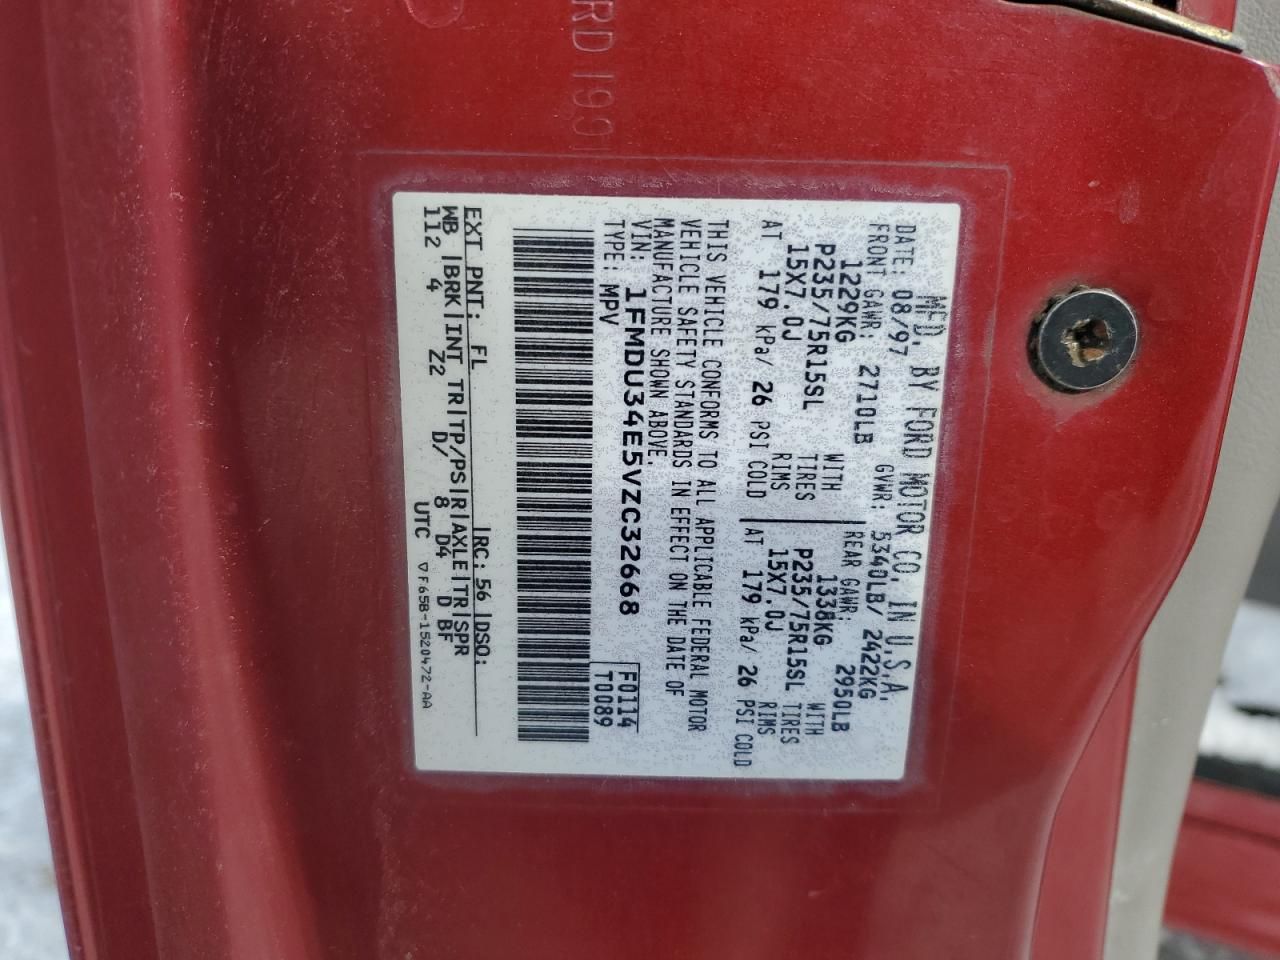 RD 199
MFD. BY FORD MOTOR CO. IN U.S.A.
DATE: 08/97 GVWR: 5340LB/ 2422KG
FRONT GAWR: 2710LB REAR GAWR: 2950LB
1229KG WITH 1338KG WITH
P235/75R15SL TIRES P235/75R15SL TIRES
15X7.0J RIMS 15X7.0J RIMS
AT 179 kPa/ 26 PSI COLD AT 179 kPa/ 26 PSI COLD
THIS VEHICLE CONFORMS TO ALL APPLICABLE FEDERAL MOTOR
VEHICLE SAFETY STANDARDS IN EFFECT ON THE DATE OF
MANUFACTURE SHOWN ABOVE.
VIN: 1FMDU34E5VZC32668 F0114
TYPE: MPV T0089
EXT PNT: FL RC: 56 DSO:
WB BRK INT TR TP/PS R AXLE TR SPR
112 4 Z2 D/ 8 D4 D BF
UTC ▽F65B-1520472-AA